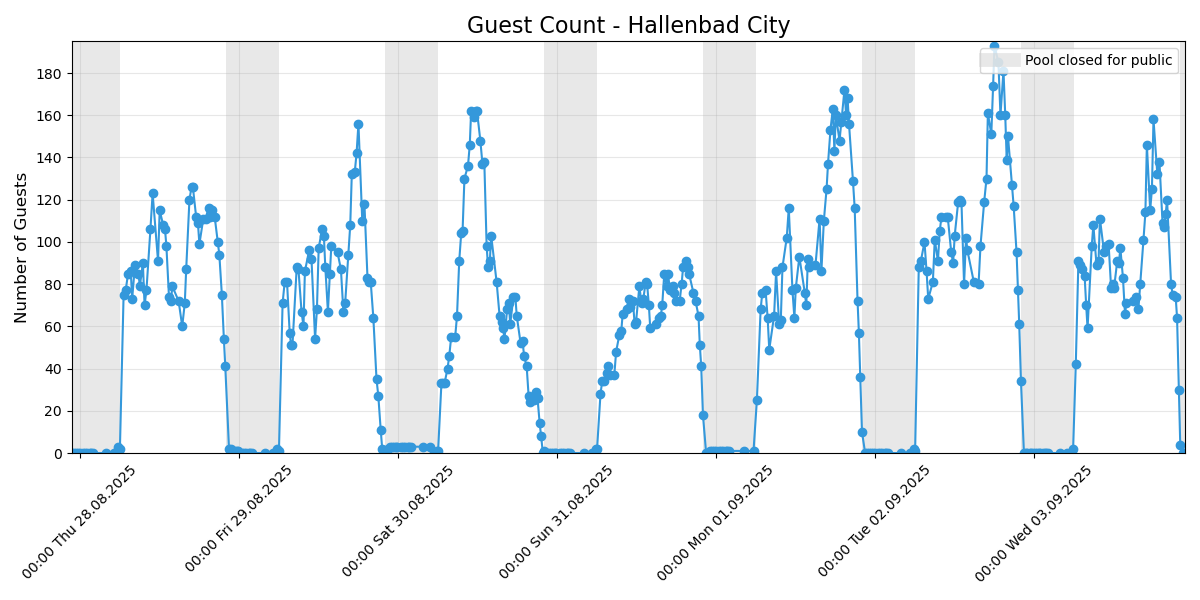 Guest Count - Hallenbad City
Pool closed for public
Number of Guests
180
160
140
120
100
80
60
40
20
0
00:00 Thu 28.08.2025
00:00 Fri 29.08.2025
00:00 Sat 30.08.2025
00:00 Sun 31.08.2025
00:00 Mon 01.09.2025
00:00 Tue 02.09.2025
00:00 Wed 03.09.2025